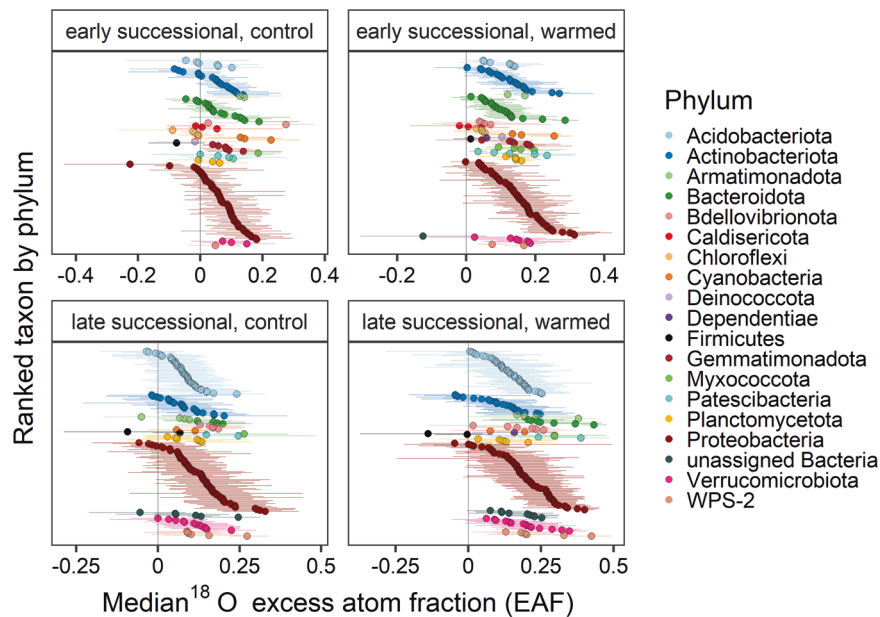 early successional, control
early successional, warmed
-0.4 -0.2 0 0.2 0.4
-0.2 0 0.2 0.4
late successional, control
late successional, warmed
-0.25 0 0.25 0.5
-0.25 0 0.25 0.5
Ranked taxon by phylum
Median 18 O excess atom fraction (EAF)
Phylum
Acidobacteriota
Actinobacteriota
Armatimonadota
Bacteroidota
Bdellovibrionota
Caldisericota
Chloroflexi
Cyanobacteria
Deinococcota
Dependentiae
Firmicutes
Gemmatimonadota
Myxococcota
Patescibacteria
Planctomycetota
Proteobacteria
unassigned Bacteria
Verrucomicrobiota
WPS-2